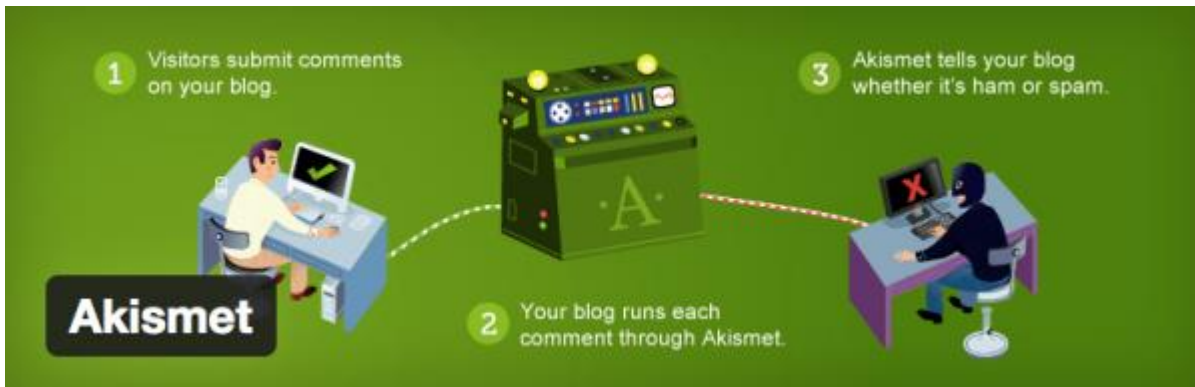 1
Visitors submit comments
on your blog.
3
Akismet tells your blog
whether it's ham or spam.
A
X
Akismet
2
Your blog runs each
comment through Akismet.